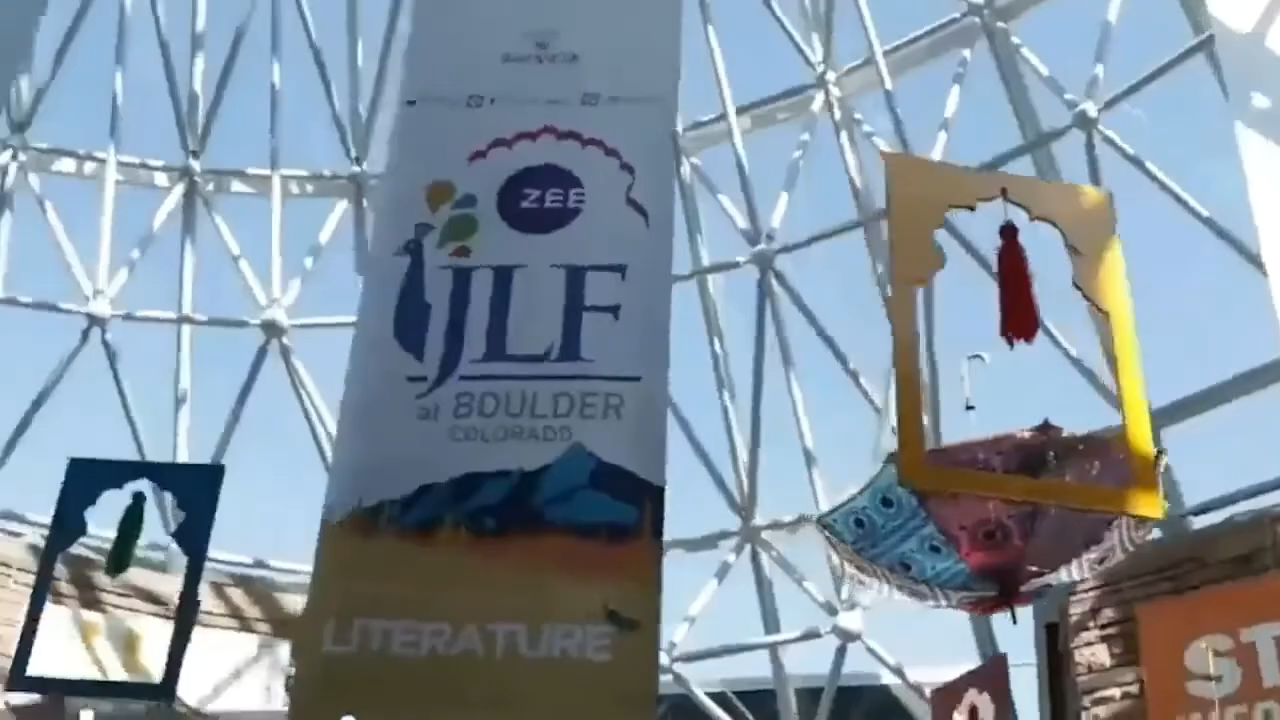 ZEE
JLF
at BOULDER
COLORADO
LITERATURE
ST